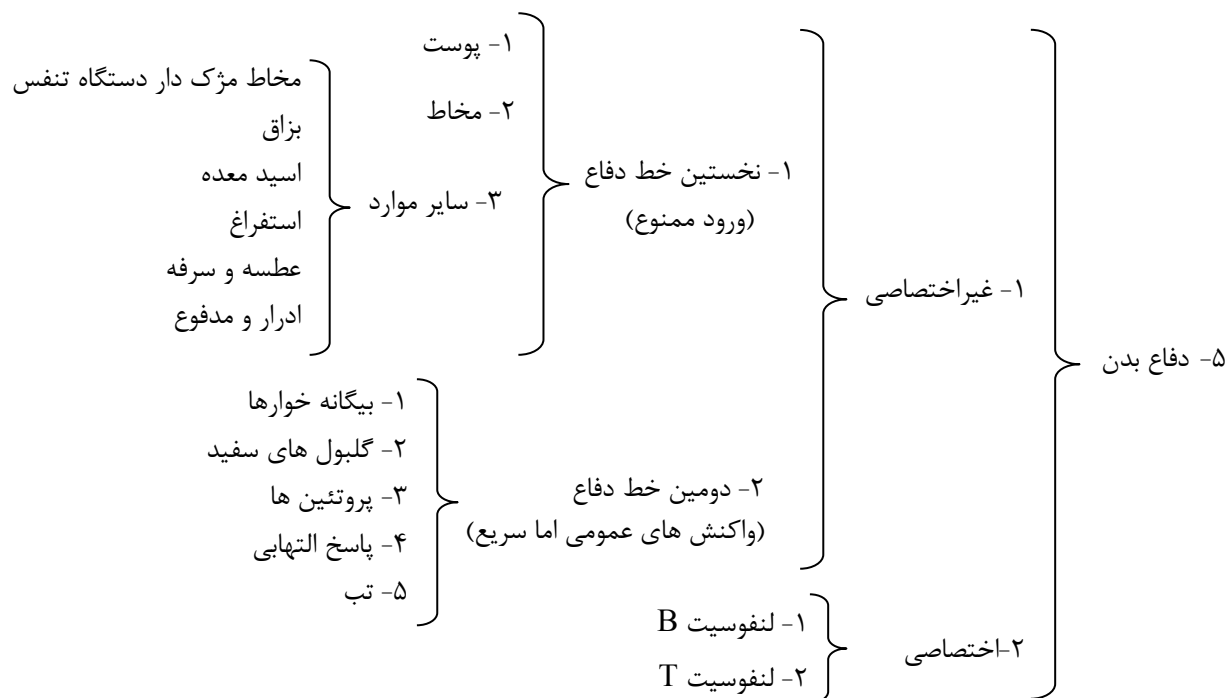 ۵- دفاع بدن
۱- غیراختصاصی
۱- نخستین خط دفاع
(ورود ممنوع)
۱- پوست
۲- مخاط
۳- سایر موارد
مخاط مژک دار دستگاه تنفس
بزاق
اسید معده
استفراغ
عطسه و سرفه
ادرار و مدفوع
۲- دومین خط دفاع
(واکنش های عمومی اما سریع)
۱- بیگانه خوارها
۲- گلبول های سفید
۳- پروتئین ها
۴- پاسخ التهابی
۵- تب
۲-اختصاصی
۱- لنفوسیت B
۲- لنفوسیت T